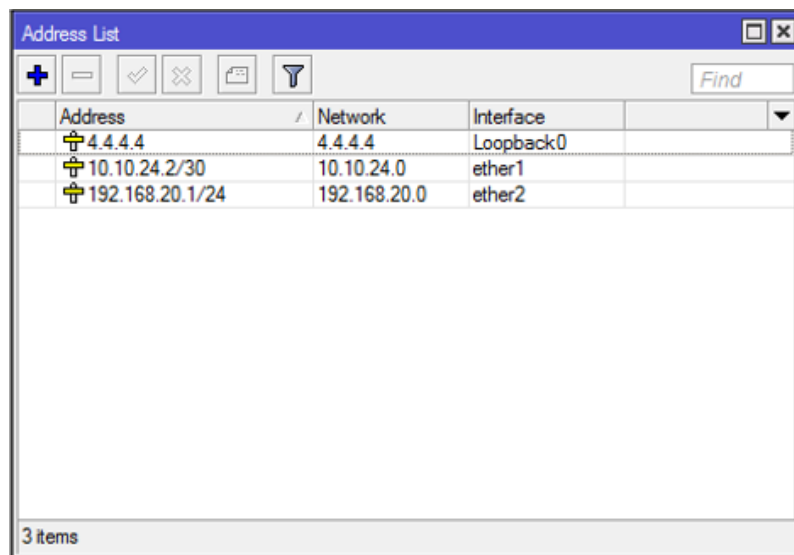 Address List
Find
Address Network Interface
4.4.4.4 4.4.4.4 Loopback0
10.10.24.2/30 10.10.24.0 ether1
192.168.20.1/24 192.168.20.0 ether2
3 items